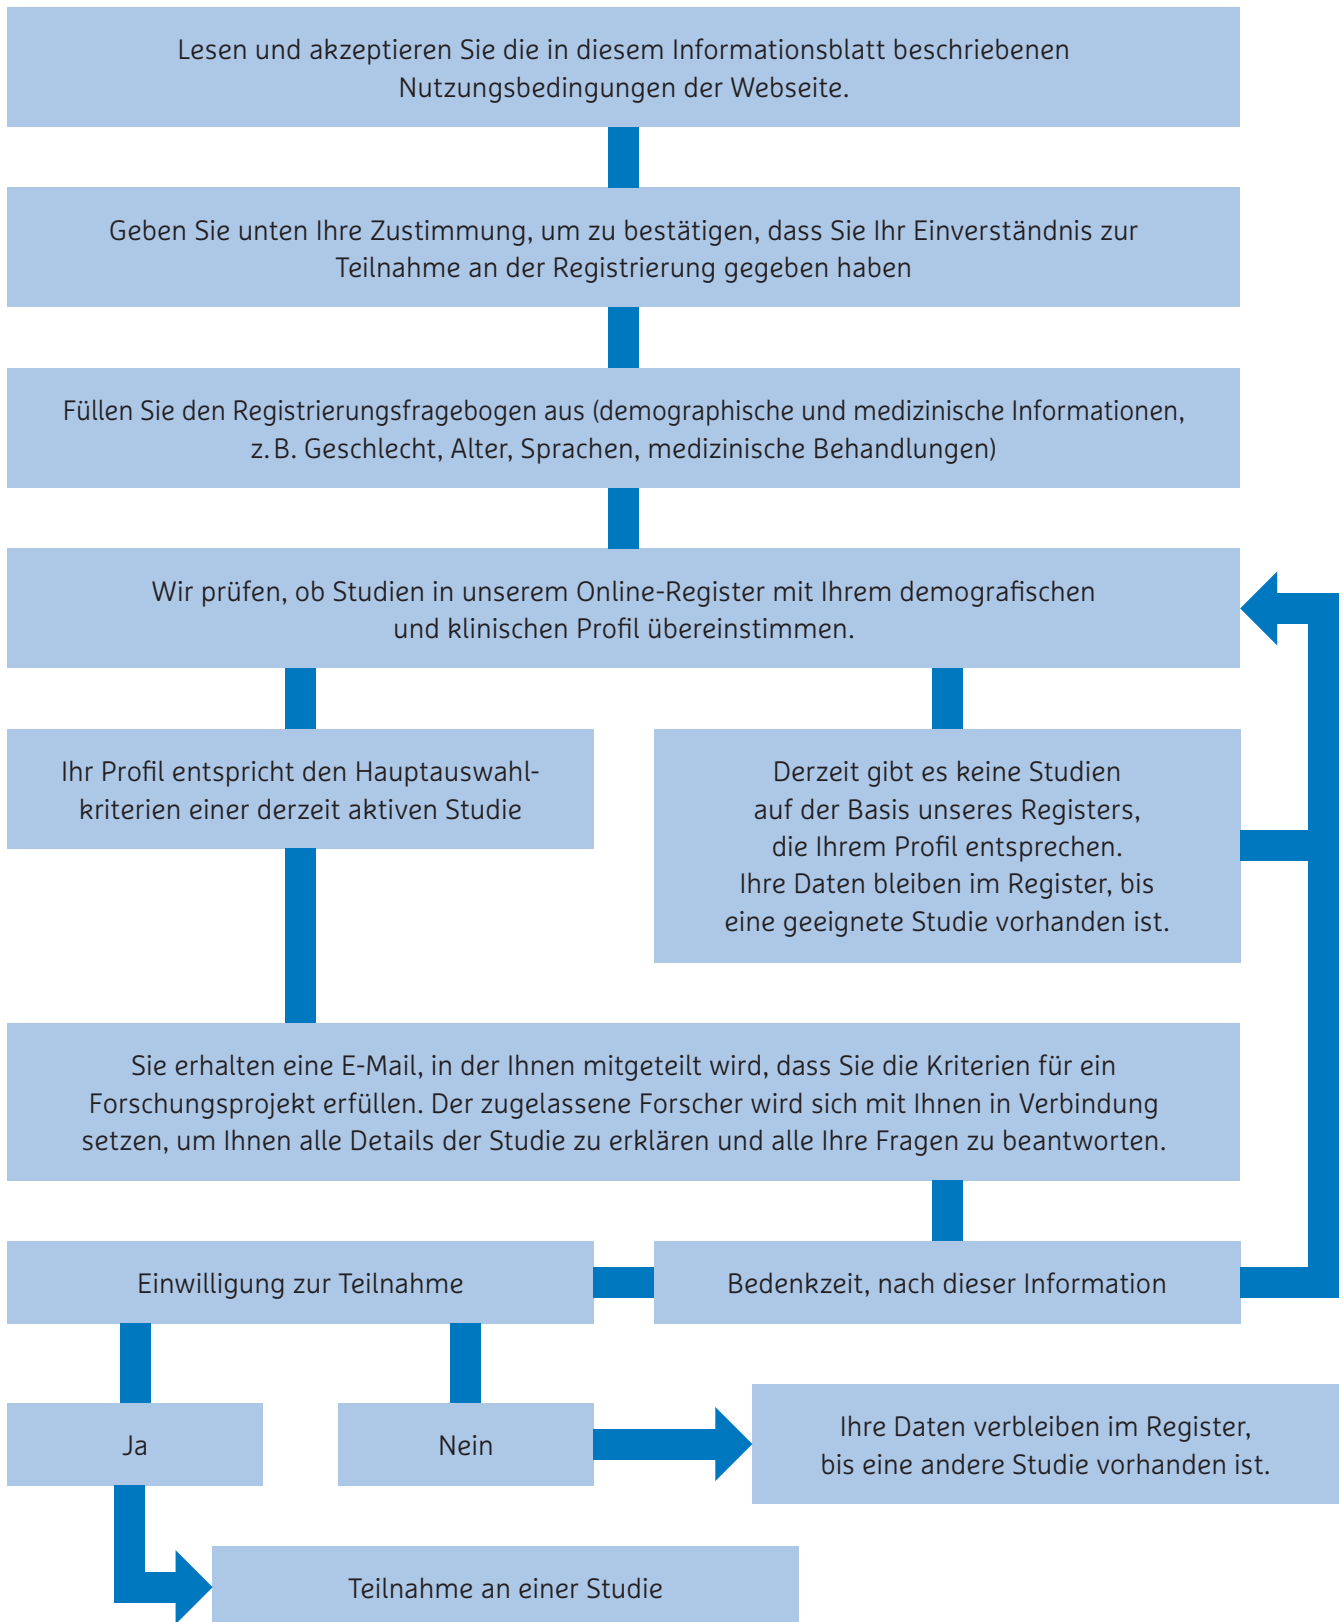 Lesen und akzeptieren Sie die in diesem Informationsblatt beschriebenen
Nutzungsbedingungen der Webseite.
Geben Sie unten Ihre Zustimmung, um zu bestätigen, dass Sie Ihr Einverständnis zur
Teilnahme an der Registrierung gegeben haben
Füllen Sie den Registrierungsfragebogen aus (demographische und medizinische Informationen,
z. B. Geschlecht, Alter, Sprachen, medizinische Behandlungen)
Wir prüfen, ob Studien in unserem Online-Register mit Ihrem demografischen
und klinischen Profil übereinstimmen.
Ihr Profil entspricht den Hauptauswahl-
kriterien einer derzeit aktiven Studie
Derzeit gibt es keine Studien
auf der Basis unseres Registers,
die Ihrem Profil entsprechen.
Ihre Daten bleiben im Register, bis
eine geeignete Studie vorhanden ist.
Sie erhalten eine E-Mail, in der Ihnen mitgeteilt wird, dass Sie die Kriterien für ein
Forschungsprojekt erfüllen. Der zugelassene Forscher wird sich mit Ihnen in Verbindung
setzen, um Ihnen alle Details der Studie zu erklären und alle Ihre Fragen zu beantworten.
Einwilligung zur Teilnahme
Bedenkzeit, nach dieser Information
Ja
Nein
Ihre Daten verbleiben im Register,
bis eine andere Studie vorhanden ist.
Teilnahme an einer Studie